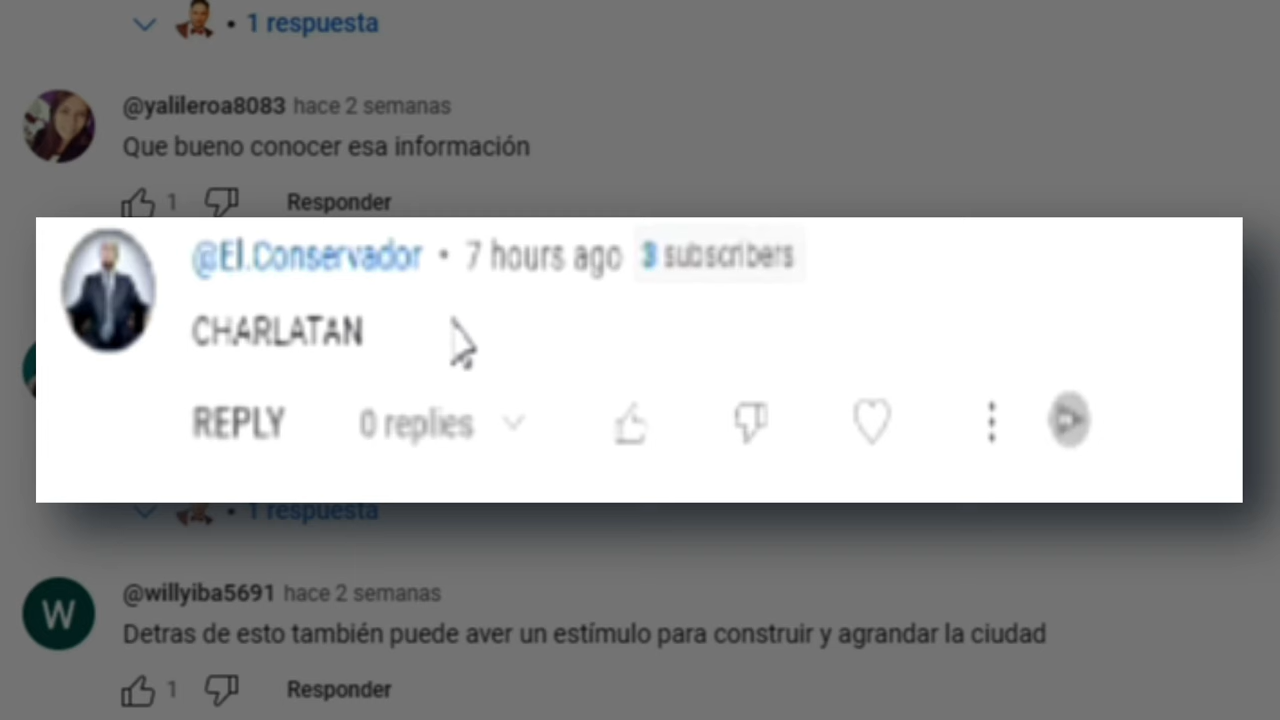 • 1 respuesta
@yalileroa8083 hace 2 semanas
Que bueno conocer esa información
1 Responder
@El.Conservador • 7 hours ago 3 subscribers
CHARLATAN
REPLY 0 replies
• 1 respuesta
W @willyiba5691 hace 2 semanas
Detras de esto también puede aver un estímulo para construir y agrandar la ciudad
1 Responder